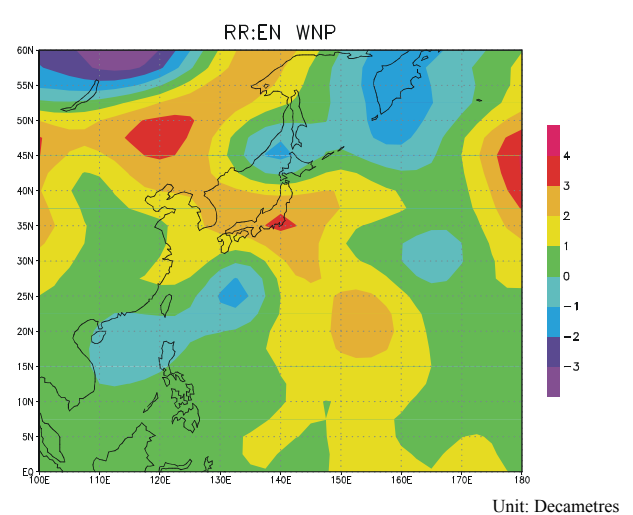 RR:EN WNP
60N
55N
50N
45N
40N
35N
30N
25N
20N
15N
10N
5N
EQ
100E 110E 120E 130E 140E 150E 160E 170E 180
4
3
2
1
0
−1
−2
−3
Unit: Decametres